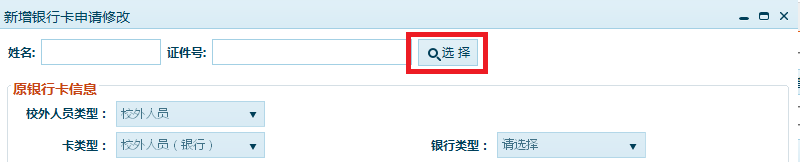 新增银行卡申请修改
姓名: 证件号: 选 择
原银行卡信息
校外人员类型： 校外人员
卡类型： 校外人员（银行） 银行类型： 请选择